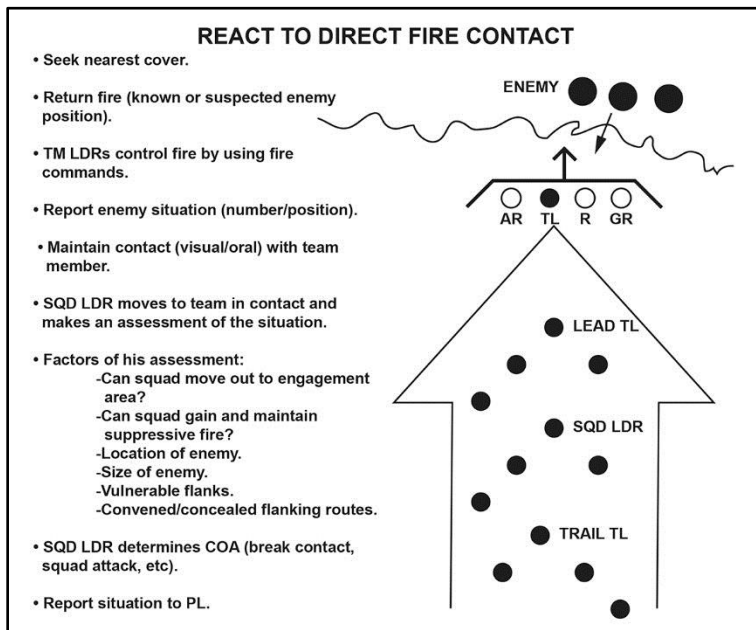 REACT TO DIRECT FIRE CONTACT
• Seek nearest cover.
• Return fire (known or suspected enemy
position).
• TM LDRs control fire by using fire
commands.
• Report enemy situation (number/position).
• Maintain contact (visual/oral) with team
member.
• SQD LDR moves to team in contact and
makes an assessment of the situation.
• Factors of his assessment:
-Can squad move out to engagement
area?
-Can squad gain and maintain
suppressive fire?
-Location of enemy.
-Size of enemy.
-Vulnerable flanks.
-Convened/concealed flanking routes.
• SQD LDR determines COA (break contact,
squad attack, etc).
• Report situation to PL.
ENEMY
AR TL R GR
LEAD TL
SQD LDR
TRAIL TL